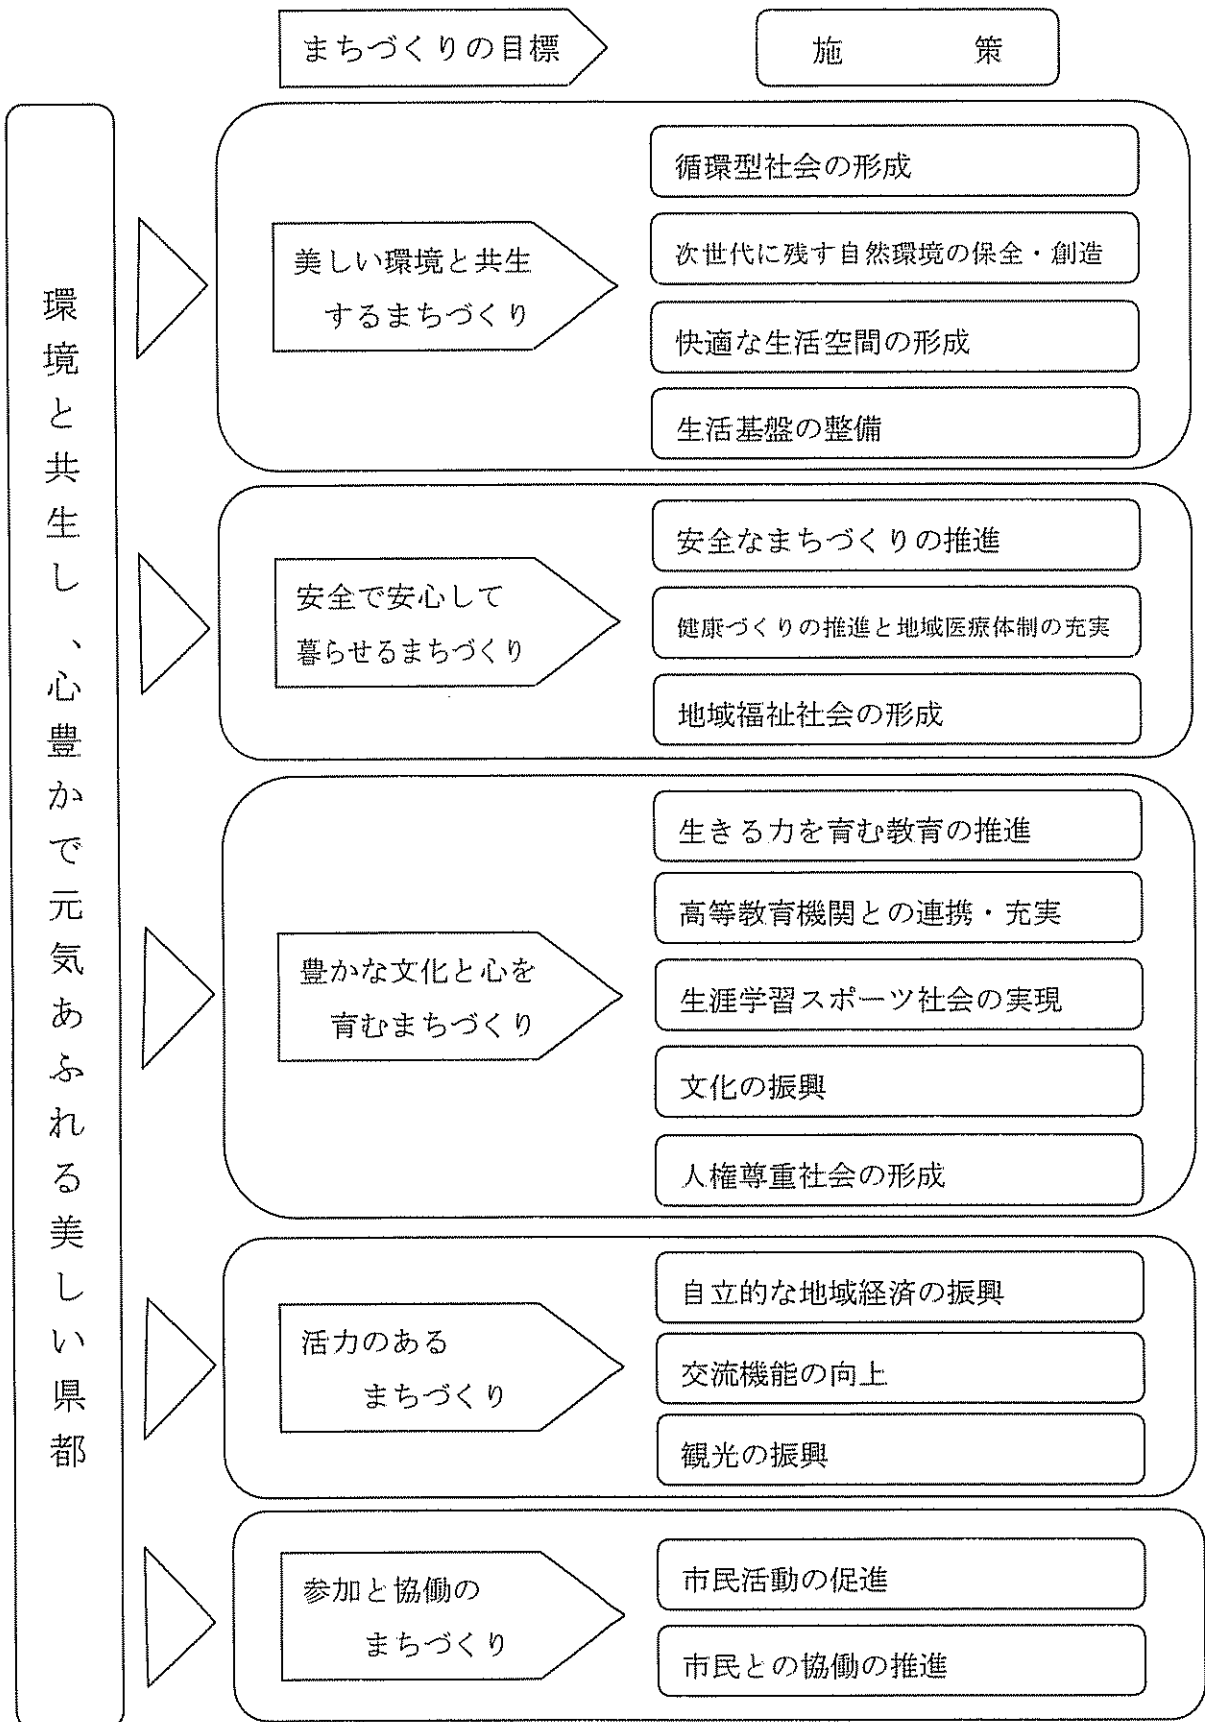 まちづくりの目標
施策
環境と共生し、心豊かで元気あふれる美しい県都
美しい環境と共生
するまちづくり
循環型社会の形成
次世代に残す自然環境の保全・創造
快適な生活空間の形成
生活基盤の整備
安全で安心して
暮らせるまちづくり
安全なまちづくりの推進
健康づくりの推進と地域医療体制の充実
地域福祉社会の形成
豊かな文化と心を
育むまちづくり
生きる力を育む教育の推進
高等教育機関との連携・充実
生涯学習スポーツ社会の実現
文化の振興
人権尊重社会の形成
活力のある
まちづくり
自立的な地域経済の振興
交流機能の向上
観光の振興
参加と協働の
まちづくり
市民活動の促進
市民との協働の推進